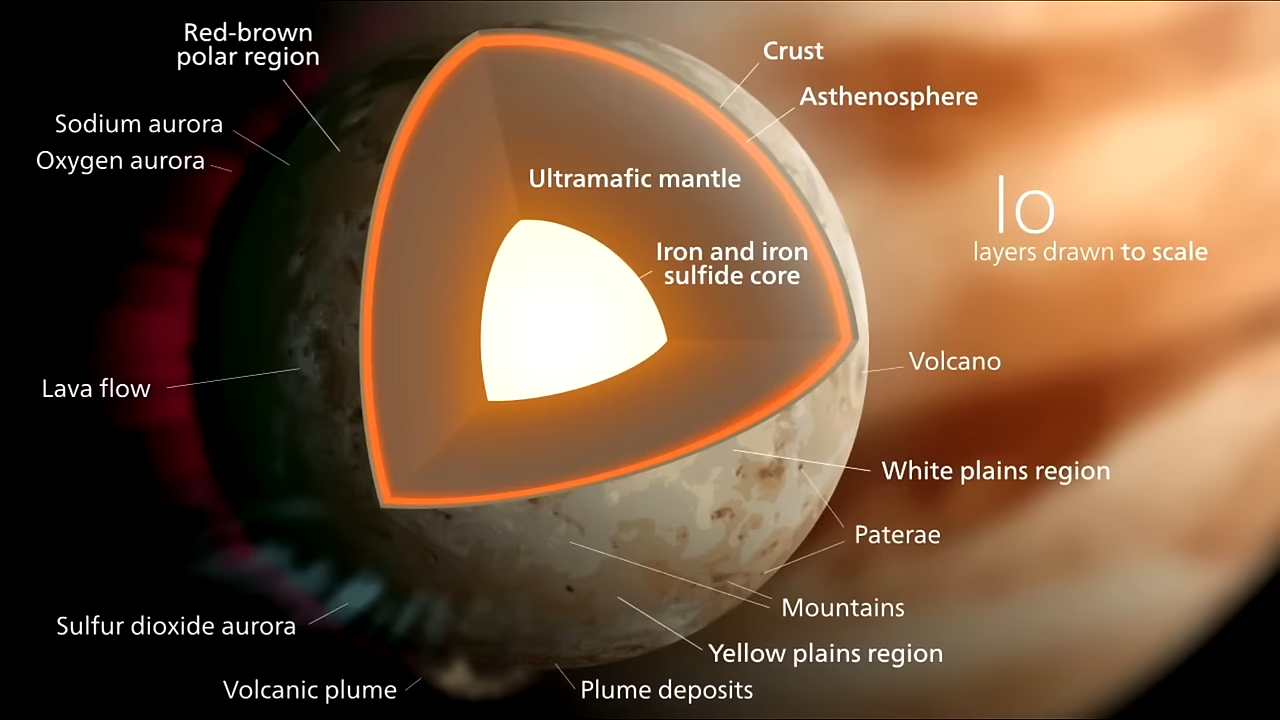 Red-brown
polar region
Crust
Asthenosphere
Sodium aurora
Oxygen aurora
Ultramafic mantle
Io
layers drawn to scale
Iron and iron
sulfide core
Lava flow
Volcano
White plains region
Paterae
Mountains
Sulfur dioxide aurora
Yellow plains region
Volcanic plume
Plume deposits